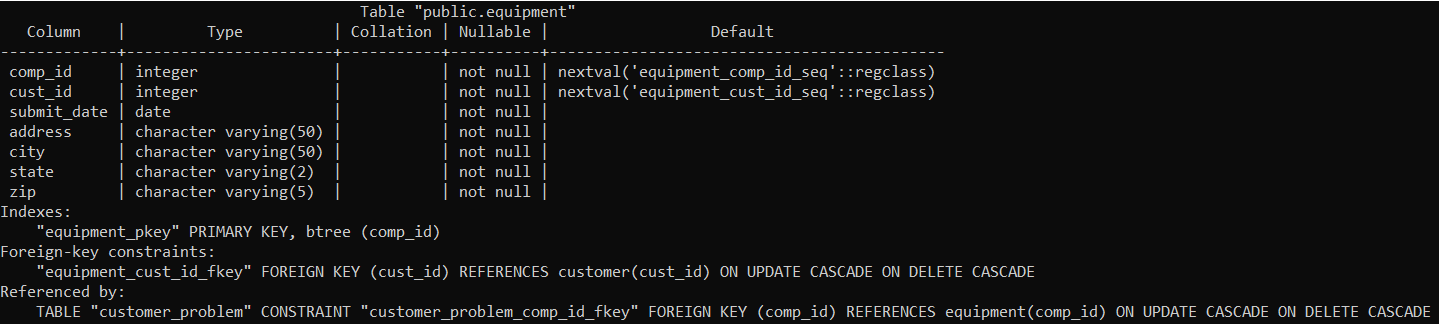 Table "public.equipment"
   Column    |         Type          | Collation | Nullable |                  Default
-------------+-----------------------+-----------+----------+--------------------------------------------
 comp_id     | integer               |           | not null | nextval('equipment_comp_id_seq'::regclass)
 cust_id     | integer               |           | not null | nextval('equipment_cust_id_seq'::regclass)
 submit_date | date                  |           | not null |
 address     | character varying(50) |           | not null |
 city        | character varying(50) |           | not null |
 state       | character varying(2)  |           | not null |
 zip         | character varying(5)  |           | not null |
Indexes:
    "equipment_pkey" PRIMARY KEY, btree (comp_id)
Foreign-key constraints:
    "equipment_cust_id_fkey" FOREIGN KEY (cust_id) REFERENCES customer(cust_id) ON UPDATE CASCADE ON DELETE CASCADE
Referenced by:
    TABLE "customer_problem" CONSTRAINT "customer_problem_comp_id_fkey" FOREIGN KEY (comp_id) REFERENCES equipment(comp_id) ON UPDATE CASCADE ON DELETE CASCADE